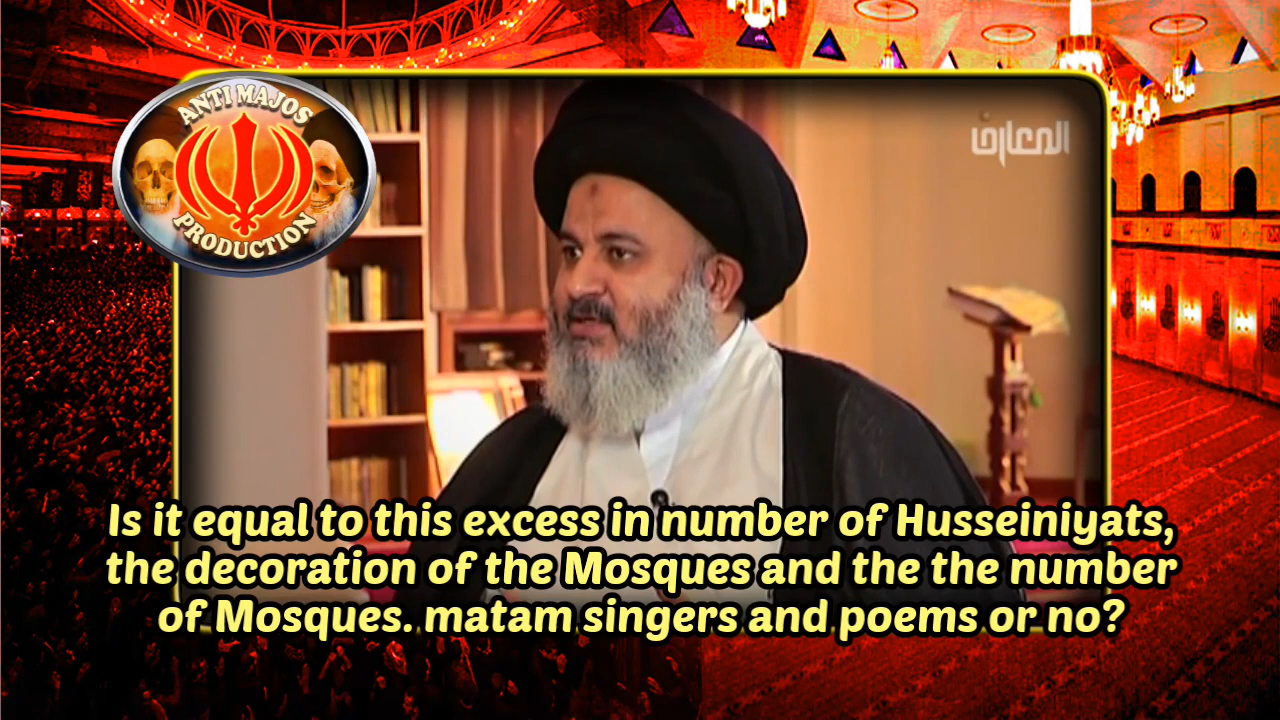 ANTI MAJOS
PRODUCTION
المعارف
Is it equal to this excess in number of Husseiniyats,
the decoration of the Mosques and the the number
of Mosques. matam singers and poems or no?